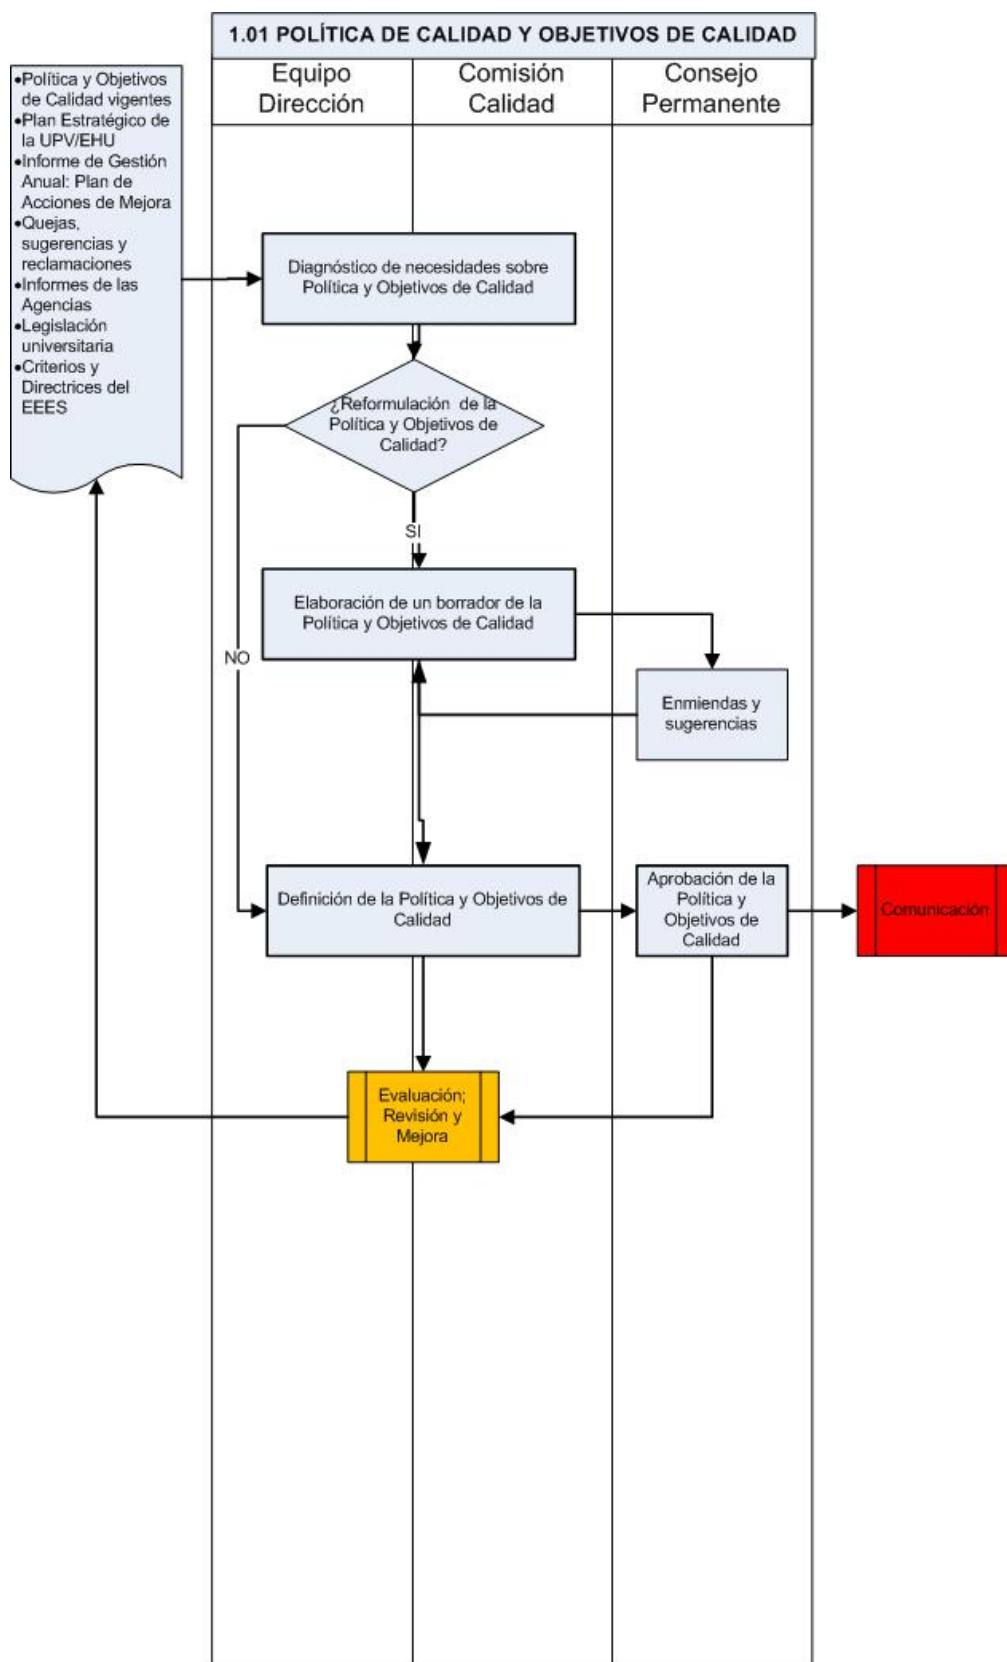 1.01 POLÍTICA DE CALIDAD Y OBJETIVOS DE CALIDAD
Equipo
Dirección
Comisión
Calidad
Consejo
Permanente
•Política y Objetivos
de Calidad vigentes
•Plan Estratégico de
la UPV/EHU
•Informe de Gestión
Anual: Plan de
Acciones de Mejora
•Quejas,
sugerencias y
reclamaciones
•Informes de las
Agencias
•Legislación
universitaria
•Criterios y
Directrices del
EEES
Diagnóstico de necesidades sobre
Política y Objetivos de Calidad
¿Reformulación de la
Política y Objetivos de
Calidad?
SI
NO
Elaboración de un borrador de la
Política y Objetivos de Calidad
Enmiendas y
sugerencias
Definición de la Política y Objetivos de
Calidad
Aprobación de la
Política y
Objetivos de
Calidad
Comunicación
Evaluación;
Revisión y
Mejora